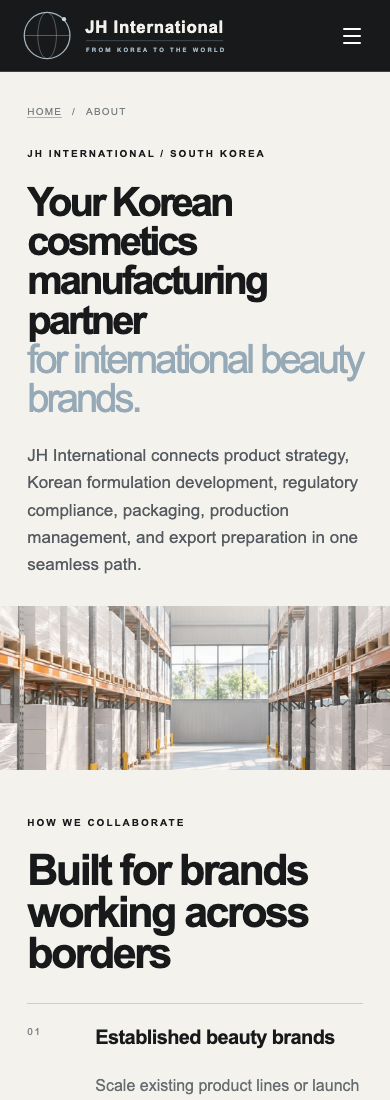 JH International
FROM KOREA TO THE WORLD
HOME / ABOUT
JH INTERNATIONAL / SOUTH KOREA
Your Korean
cosmetics
manufacturing
partner
for international beauty
brands.
JH International connects product strategy,
Korean formulation development, regulatory
compliance, packaging, production
management, and export preparation in one
seamless path.
HOW WE COLLABORATE
Built for brands
working across
borders
01
Established beauty brands
Scale existing product lines or launch